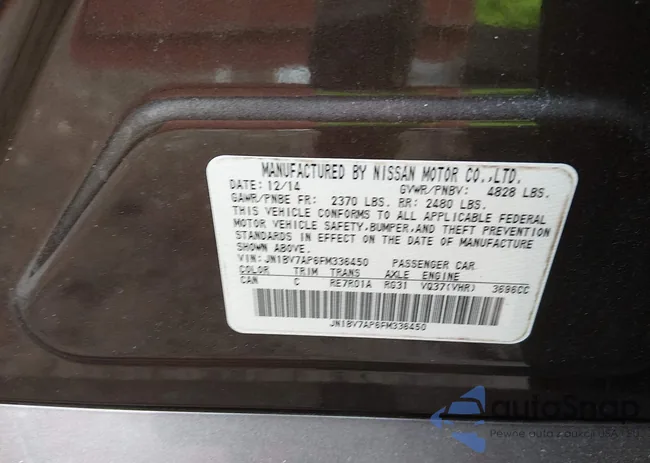 MANUFACTURED BY NISSAN MOTOR CO.,LTD.
DATE: 12/14 GVWR/PNBV: 4828 LBS.
GAWR/PNBE FR: 2370 LBS. RR: 2480 LBS.
THIS VEHICLE CONFORMS TO ALL APPLICABLE FEDERAL
MOTOR VEHICLE SAFETY, BUMPER, AND THEFT PREVENTION
STANDARDS IN EFFECT ON THE DATE OF MANUFACTURE
SHOWN ABOVE.
VIN: JN1BV7AP6FM336450 PASSENGER CAR
COLOR TRIM TRANS AXLE ENGINE
CAN C RE7R01A RG31 VQ37(VHR) 3696CC
JN1BV7AP6FM336450
autoSnap
Pewne auta z aukcji